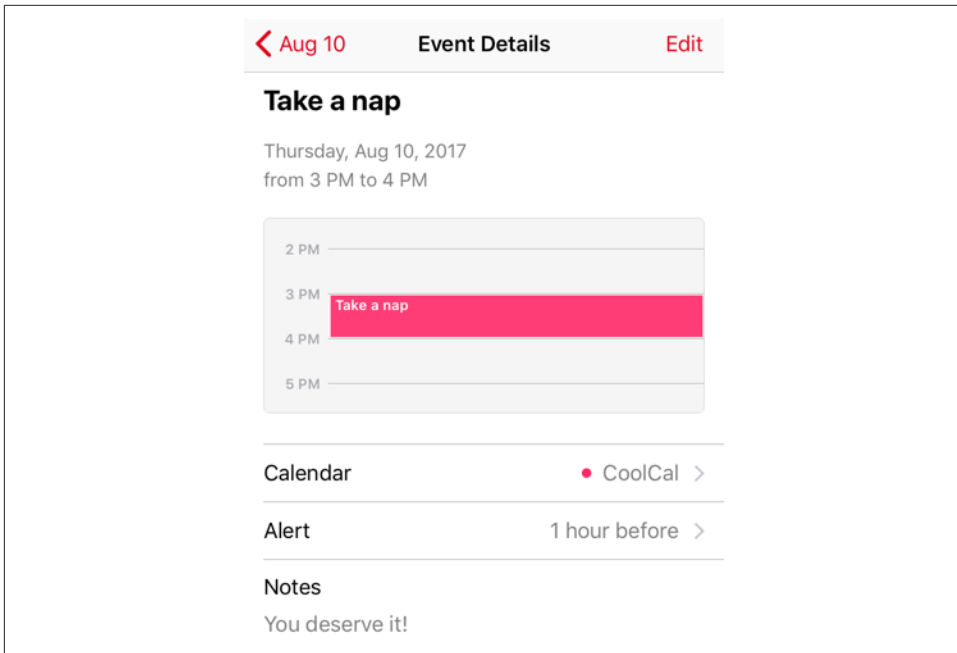 Aug 10 Event Details Edit
Take a nap
Thursday, Aug 10, 2017
from 3 PM to 4 PM
2 PM
3 PM
Take a nap
4 PM
5 PM
Calendar CoolCal
Alert 1 hour before
Notes
You deserve it!